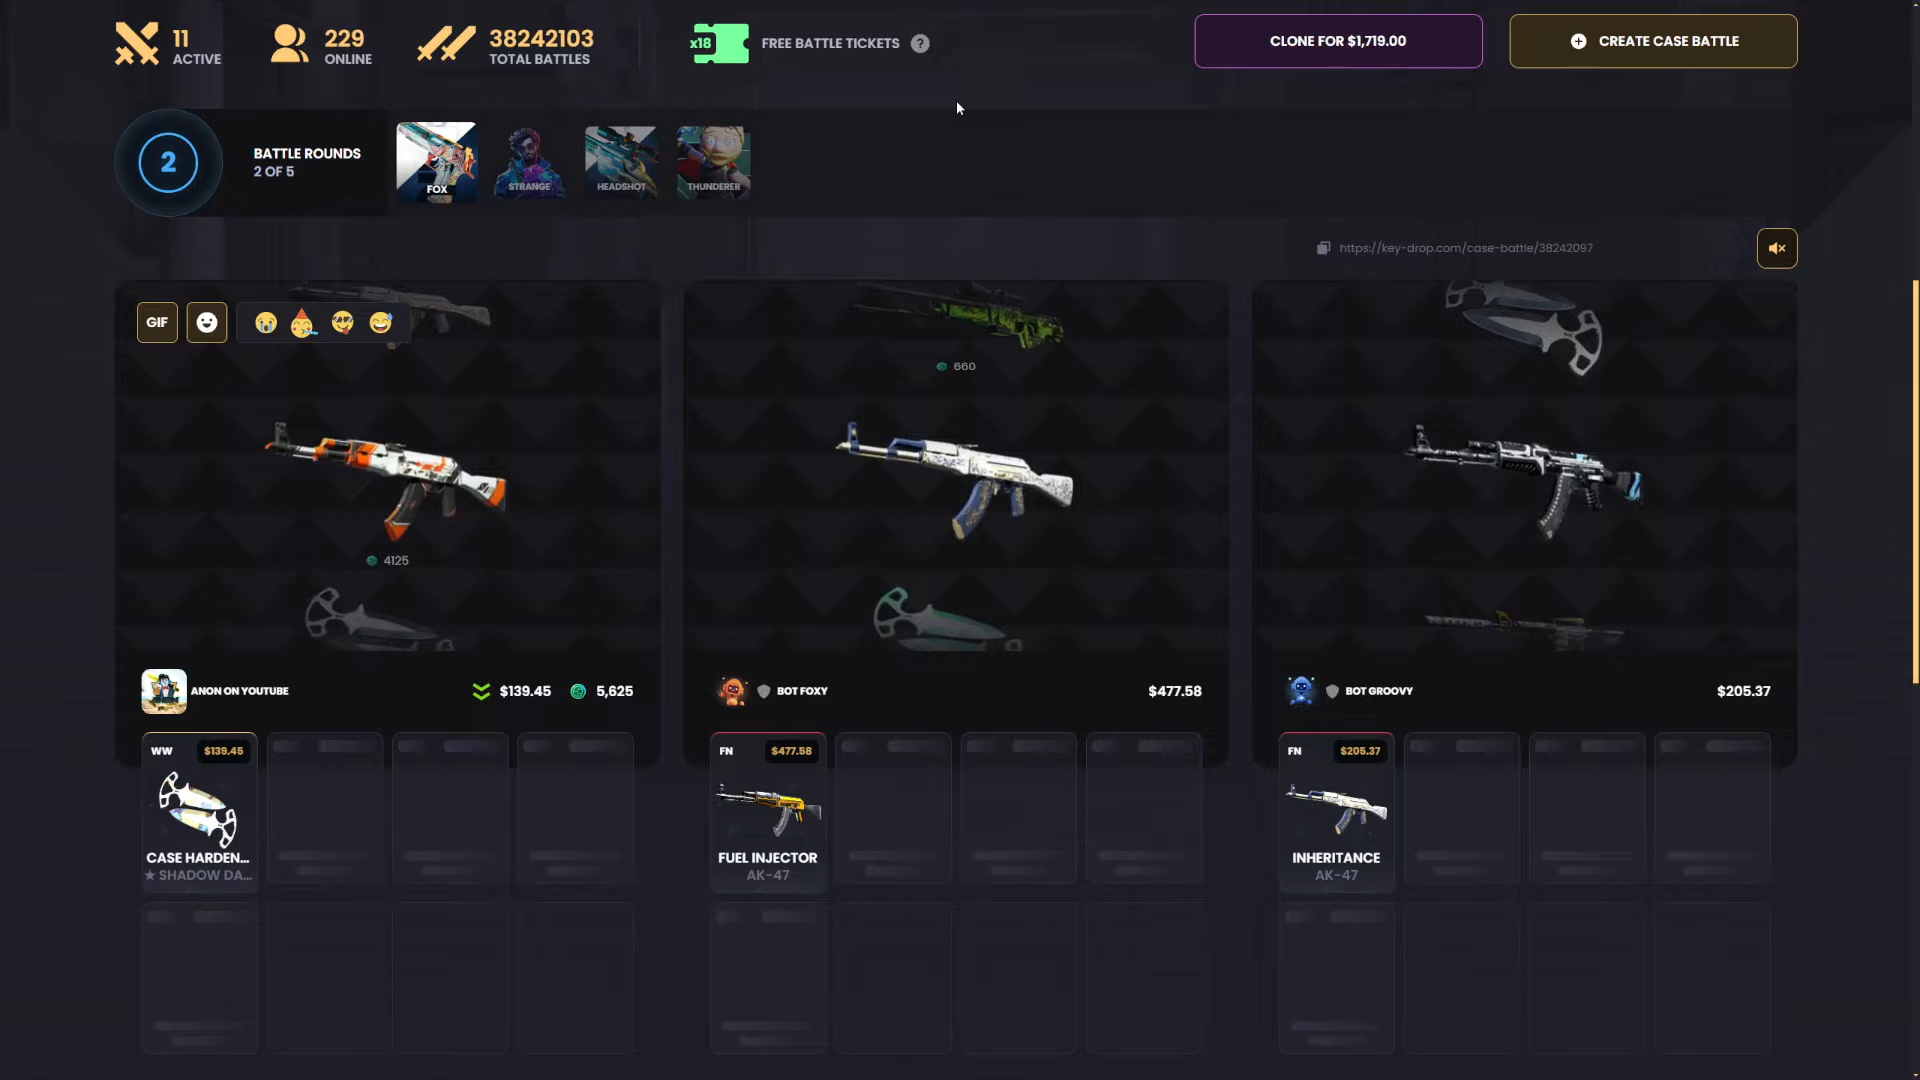 11
ACTIVE
229
ONLINE
38242103
TOTAL BATTLES
x18
FREE BATTLE TICKETS ?
CLONE FOR $1,719.00
CREATE CASE BATTLE
2
BATTLE ROUNDS
2 OF 5
FOX
STRANGE
HEADSHOT
THUNDERER
https://key-drop.com/case-battle/38242097
GIF
660
4125
ANON ON YOUTUBE
$139.45
5,625
BOT FOXY
$477.58
BOT GROOVY
$205.37
WW
$139.45
CASE HARDEN...
★ SHADOW DA...
FN
$477.58
FUEL INJECTOR
AK-47
FN
$205.37
INHERITANCE
AK-47